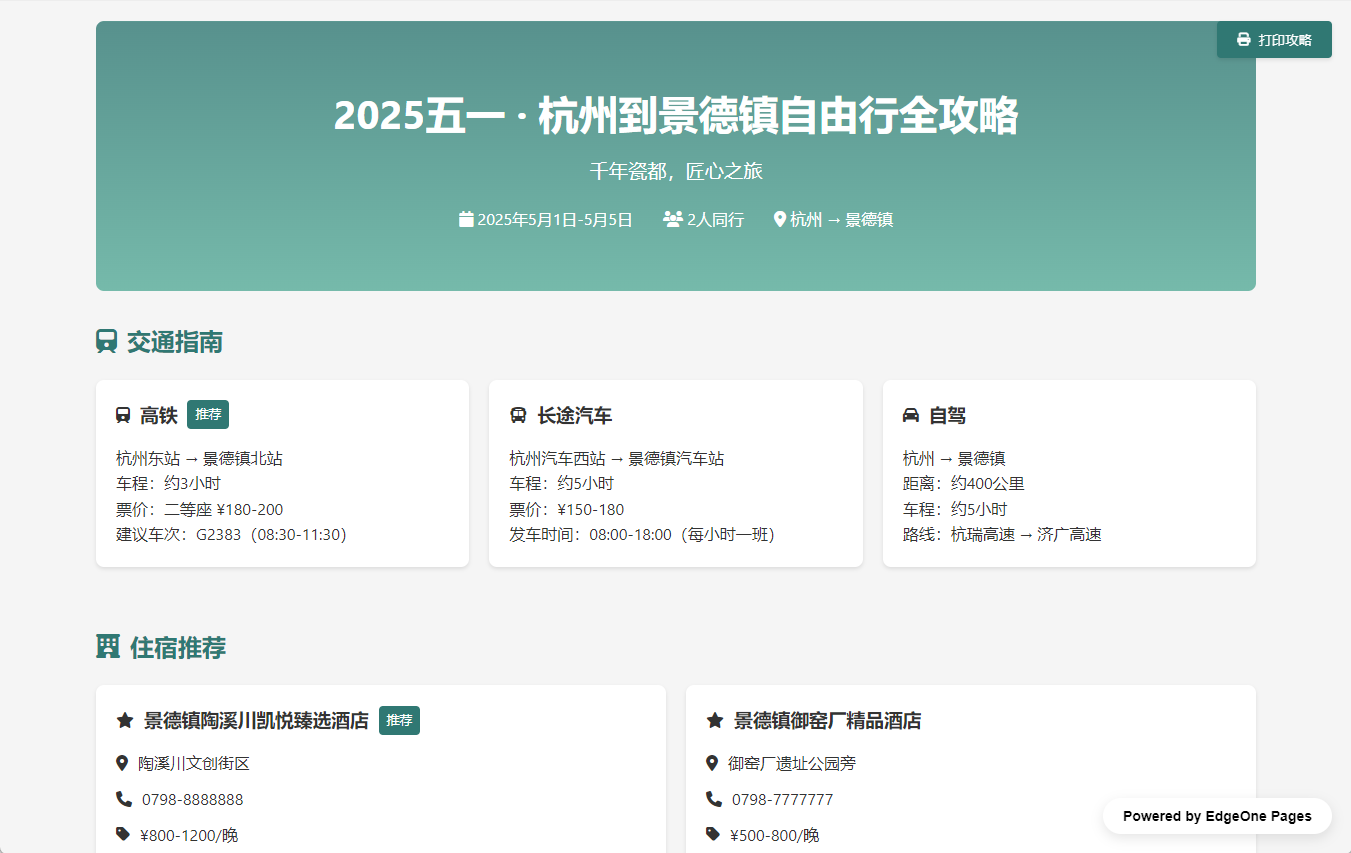 打印攻略
2025五一 · 杭州到景德镇自由行全攻略
千年瓷都，匠心之旅
2025年5月1日-5月5日 2人同行 杭州 → 景德镇
交通指南
高铁 推荐
杭州东站 → 景德镇北站
车程：约3小时
票价：二等座 ¥180-200
建议车次：G2383（08:30-11:30）
长途汽车
杭州汽车西站 → 景德镇汽车站
车程：约5小时
票价：¥150-180
发车时间：08:00-18:00（每小时一班）
自驾
杭州 → 景德镇
距离：约400公里
车程：约5小时
路线：杭瑞高速 → 济广高速
住宿推荐
景德镇陶溪川凯悦臻选酒店 推荐
陶溪川文创街区
0798-8888888
¥800-1200/晚
景德镇御窑厂精品酒店
御窑厂遗址公园旁
0798-7777777
¥500-800/晚
Powered by EdgeOne Pages